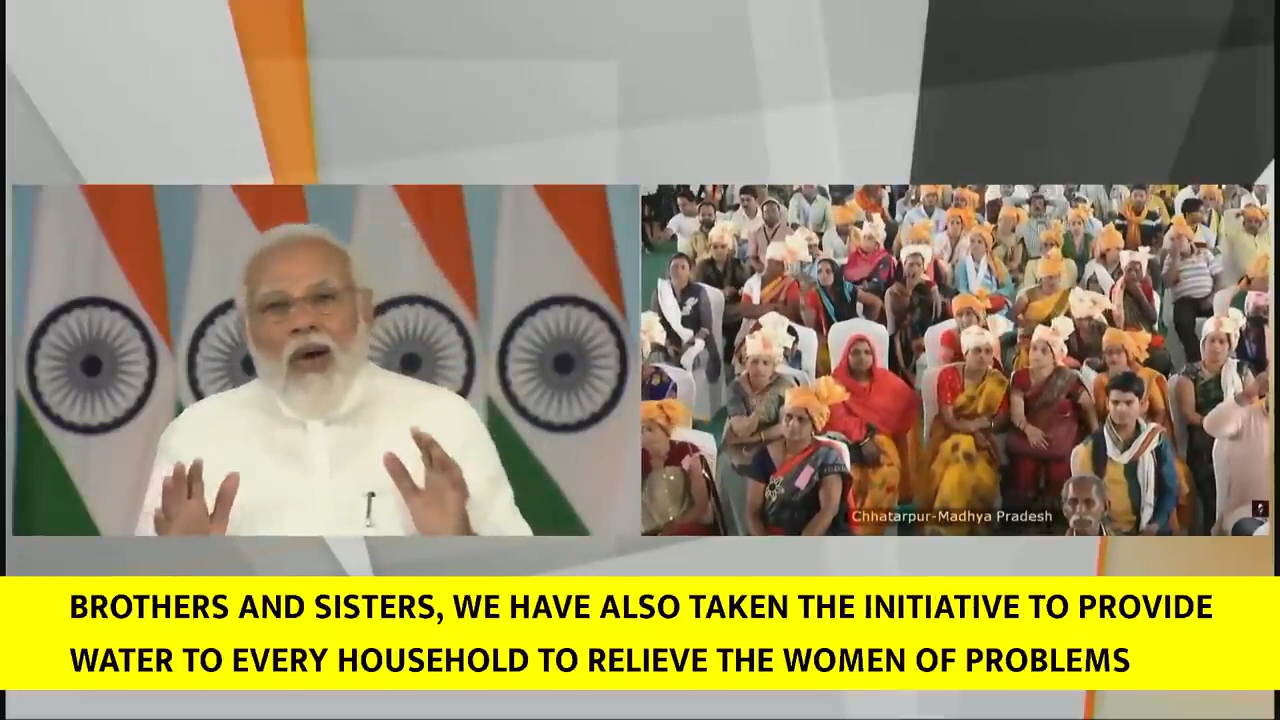 Chhatarpur-Madhya Pradesh
BROTHERS AND SISTERS, WE HAVE ALSO TAKEN THE INITIATIVE TO PROVIDE
WATER TO EVERY HOUSEHOLD TO RELIEVE THE WOMEN OF PROBLEMS